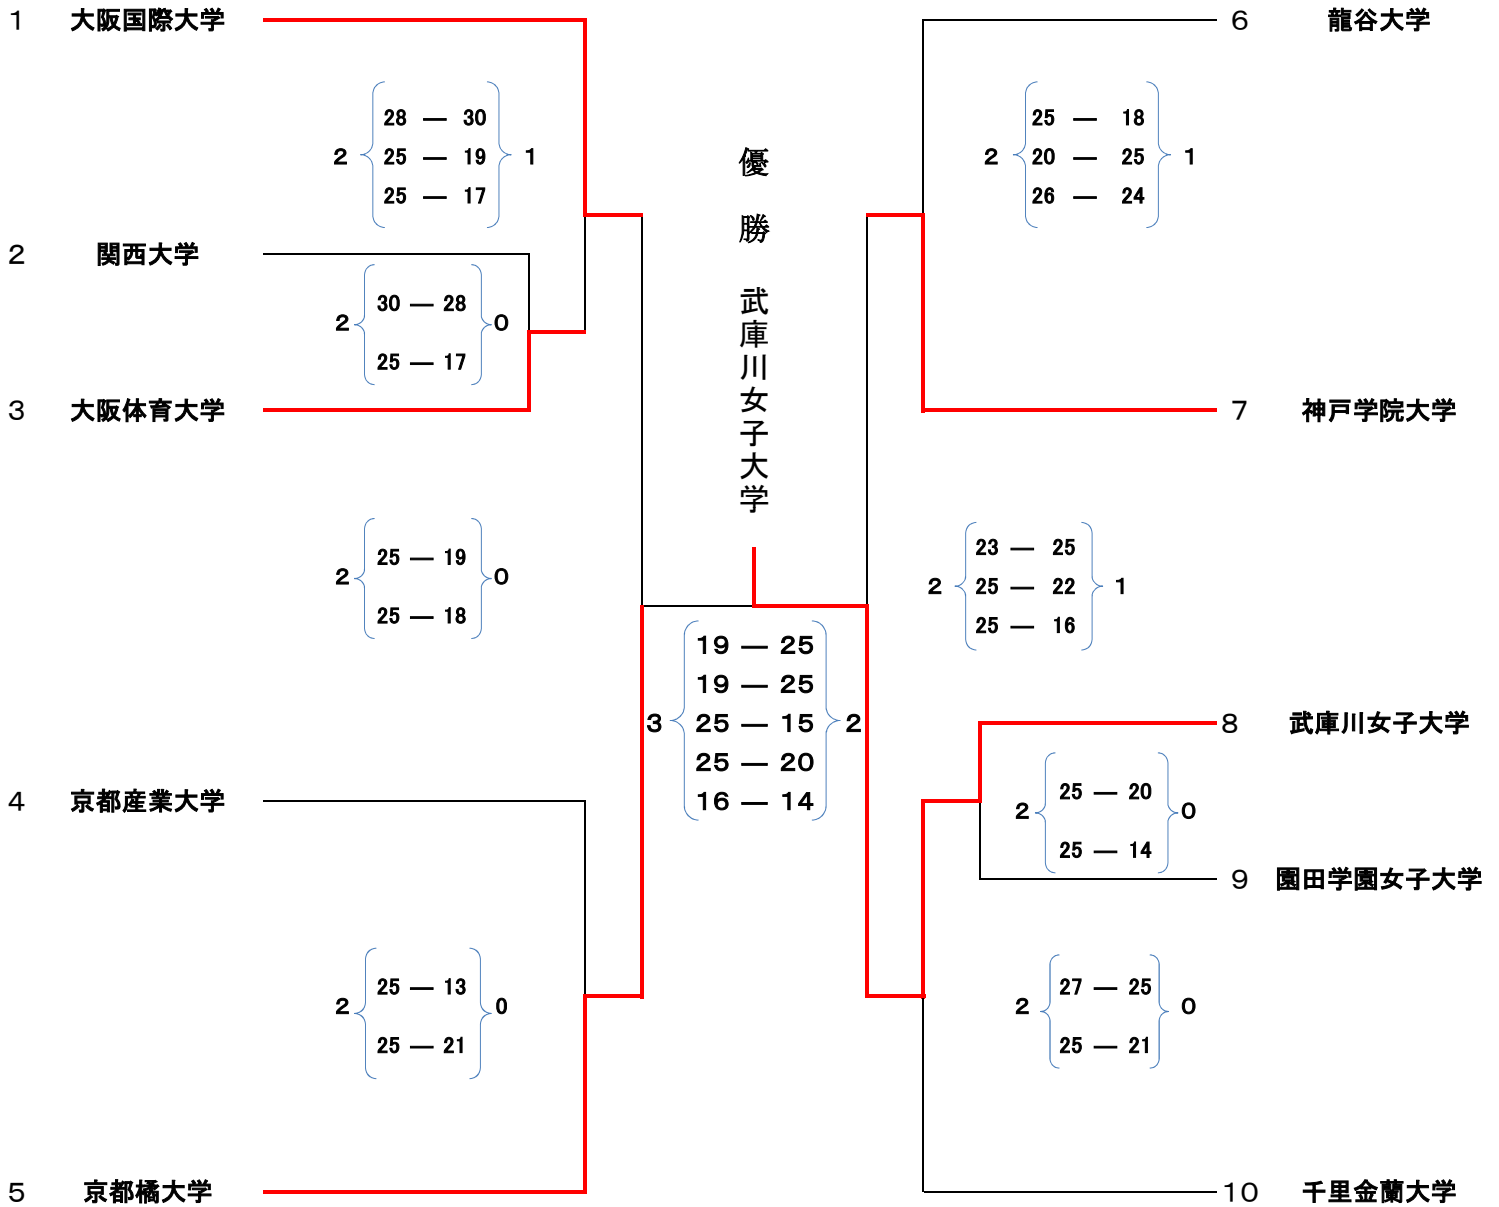 1 大阪国際大学
28 — 30
2 25 — 19 1
25 — 17
2 関西大学
30 — 28
2 0
25 — 17
3 大阪体育大学
25 — 19
2 0
25 — 18
4 京都産業大学
25 — 13
2 0
25 — 21
5 京都橘大学
優勝 武庫川女子大学
19 — 25
19 — 25
3 25 — 15 2
25 — 20
16 — 14
6 龍谷大学
25 — 18
2 20 — 25 1
26 — 24
7 神戸学院大学
23 — 25
2 25 — 22 1
25 — 16
8 武庫川女子大学
25 — 20
2 0
25 — 14
9 園田学園女子大学
27 — 25
2 0
25 — 21
10 千里金蘭大学